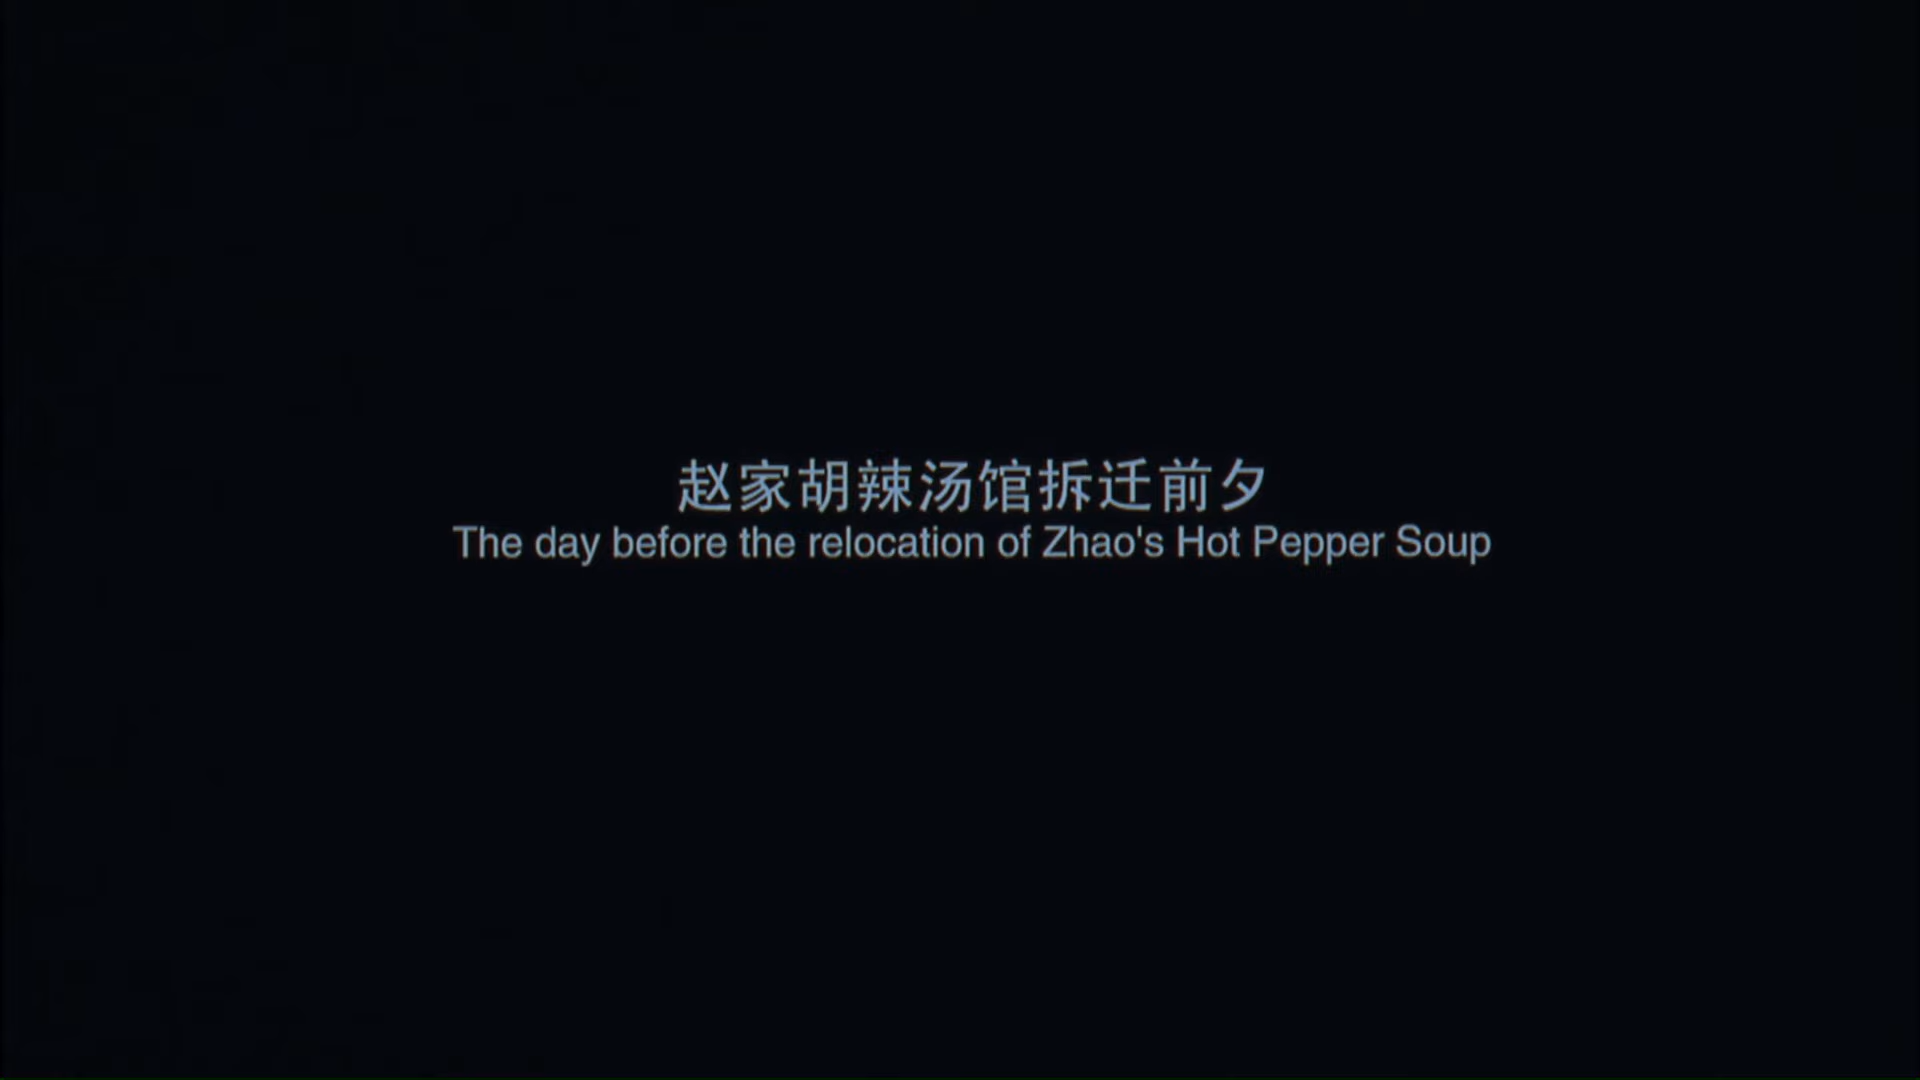 赵家胡辣汤馆拆迁前夕
The day before the relocation of Zhao's Hot Pepper Soup